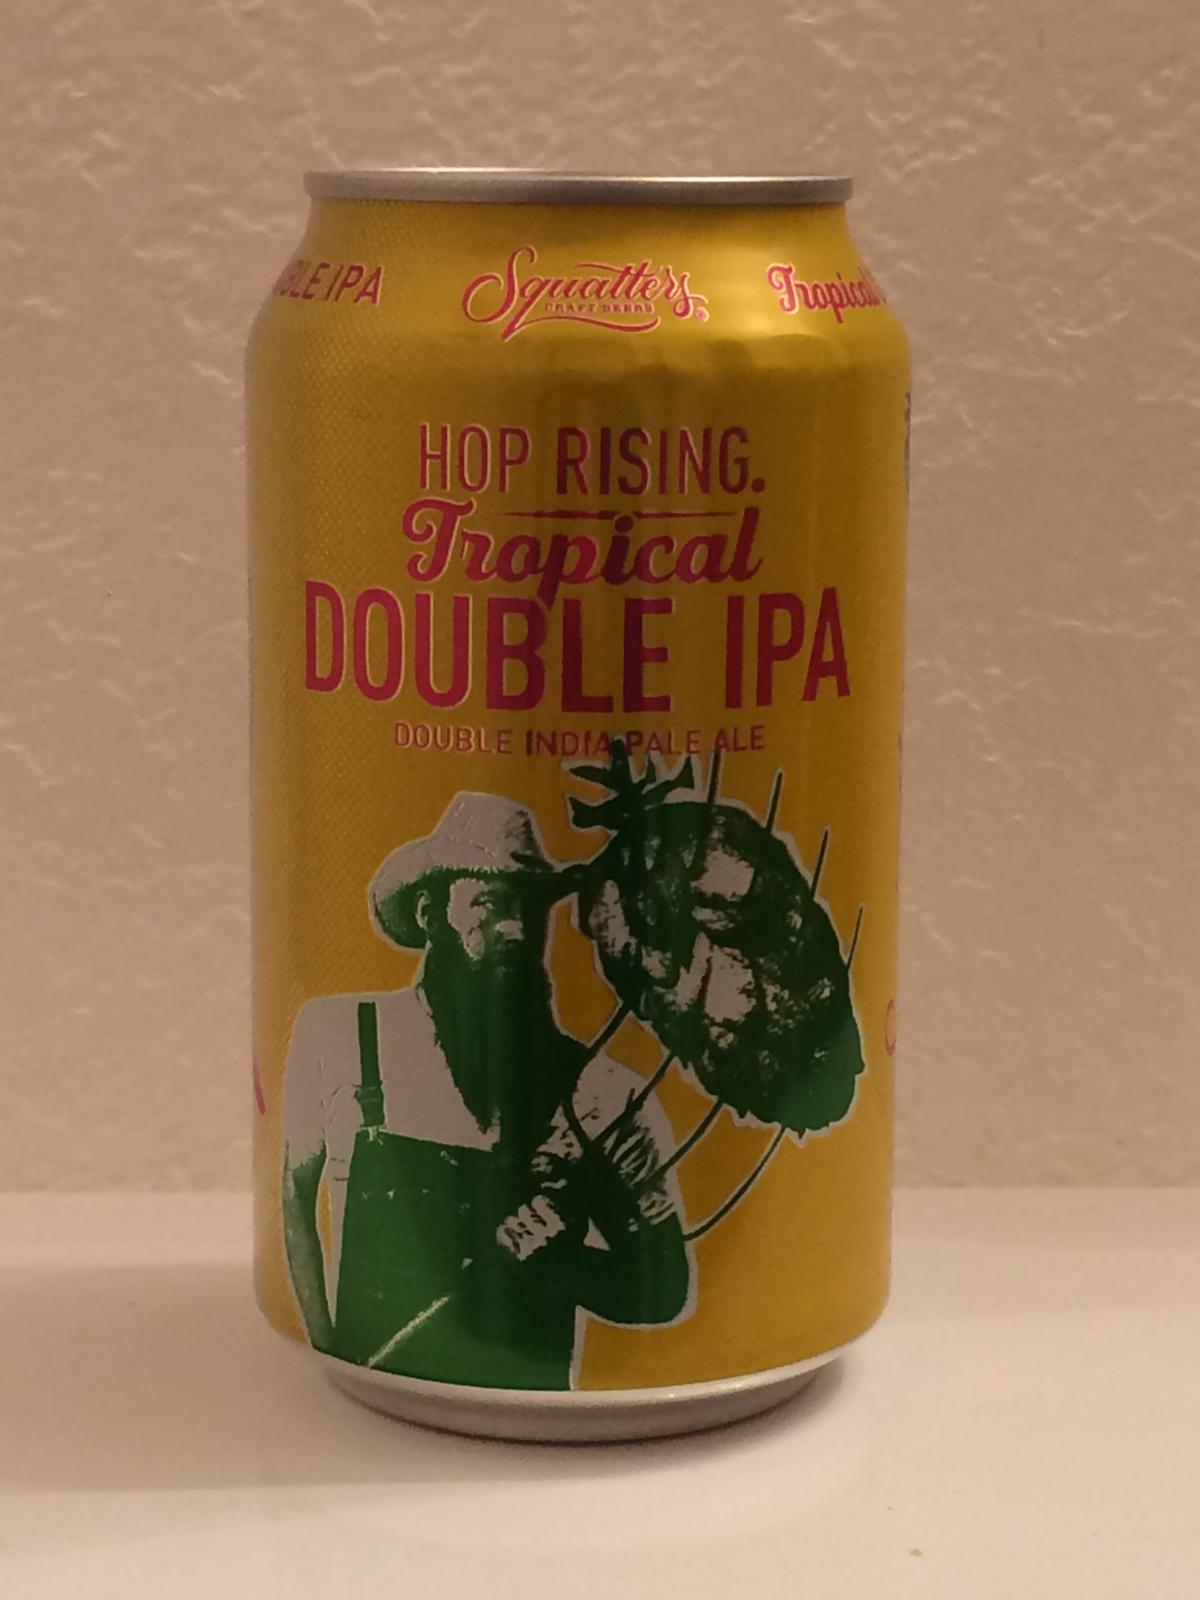 BLE IPA
Squatters®
CRAFT BEERS
Tropical
HOP RISING.
Tropical
DOUBLE IPA
DOUBLE INDIA PALE ALE